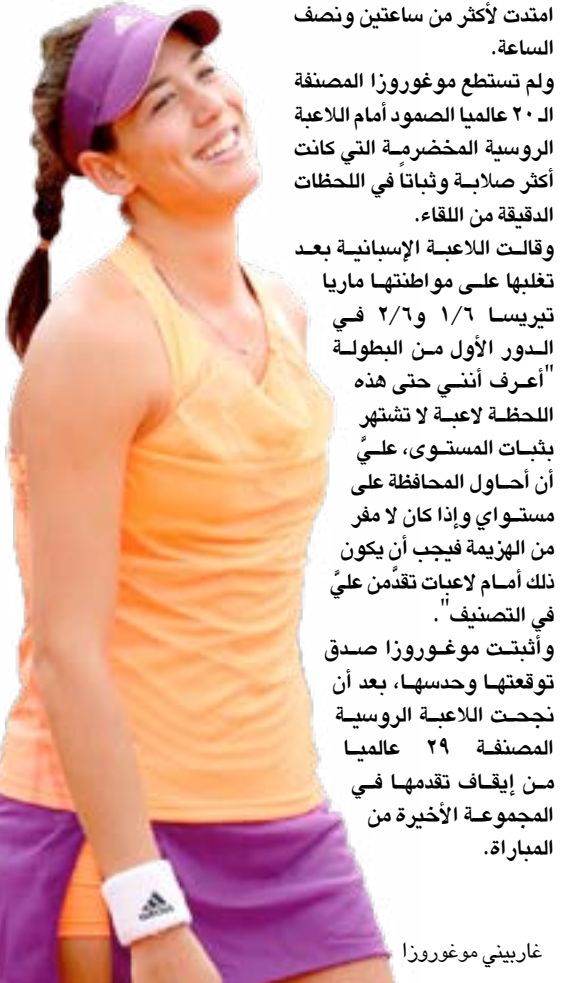 امتدت لأكثر من ساعتين ونصف
الساعة.
ولم تستطع موغوروزا المصنفة
الـ ٢٠ عالميا الصمود أمام اللاعبة
الروسية المخضرمة التي كانت
أكثر صلابة وثباتاً في اللحظات
الدقيقة من اللقاء.
وقالت اللاعبة الإسبانية بعد
تغلبها على مواطنتها ماريا
تيريسا ١/٦ و٢/٦ في
الدور الأول من البطولة
"أعرف أنني حتى هذه
اللحظة لاعبة لا تشتهر
بثبات المستوى، عليَّ
أن أحاول المحافظة على
مستواي وإذا كان لا مفر
من الهزيمة فيجب أن يكون
ذلك أمام لاعبات تقدَّمن عليَّ
في التصنيف".
وأثبتت موغوروزا صدق
توقعتها وحدسها، بعد أن
نجحت اللاعبة الروسية
المصنفة ٢٩ عالميا
من إيقاف تقدمها في
المجموعة الأخيرة من
المباراة.
غاربيني موغوروزا